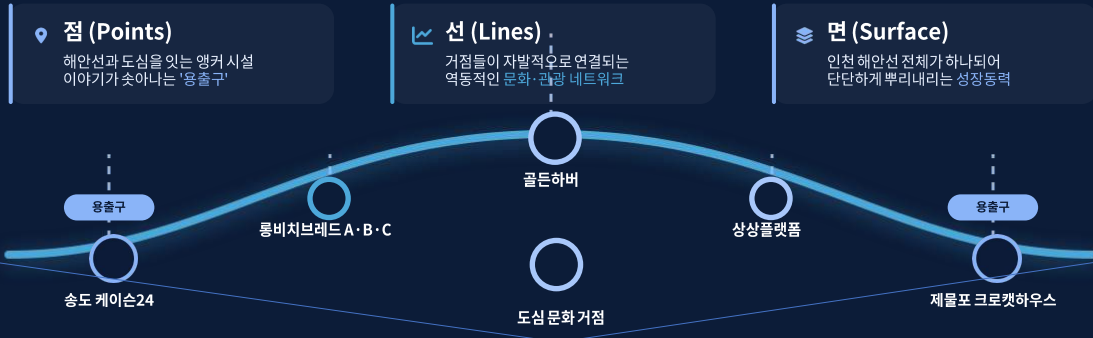 점 (Points)
해안선과 도심을 잇는 앵커 시설
이야기가 솟아나는 '용출구'
선 (Lines)
거점들이 자발적으로 연결되는
역동적인 문화·관광 네트워크
면 (Surface)
인천 해안선 전체가 하나되어
단단하게 뿌리내리는 성장동력
골든하버
용출구
용출구
롱비치브레드 A·B·C
상상플랫폼
송도 케이슨24
제물포 크로캣하우스
도심 문화 거점